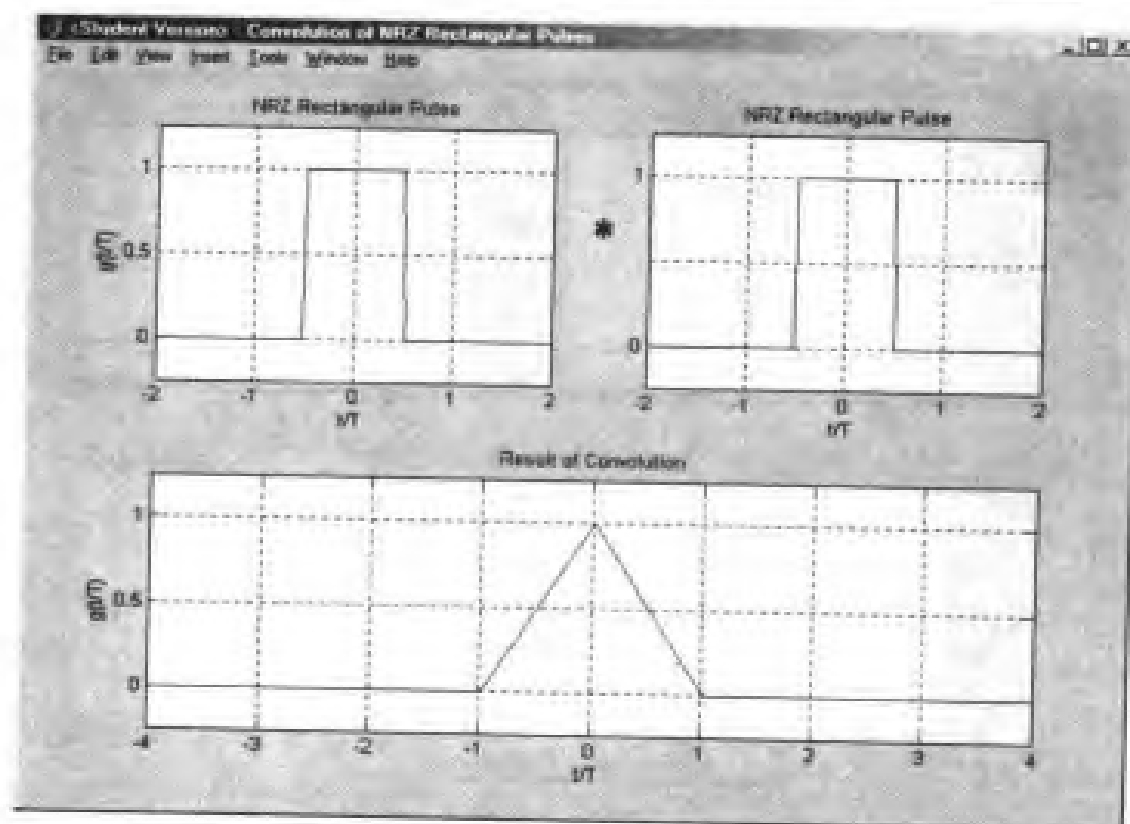 (Student Version) : Convolution of NRZ Rectangular Pulses
File Edit View Insert Tools Window Help
NRZ Rectangular Pulse
1
0.5
0
g(t/T)
-2 -1 0 1 2
t/T
*
NRZ Rectangular Pulse
1
0
-2 -1 0 1 2
t/T
Result of Convolution
1
0.5
0
g(t/T)
-4 -3 -2 -1 0 1 2 3 4
t/T